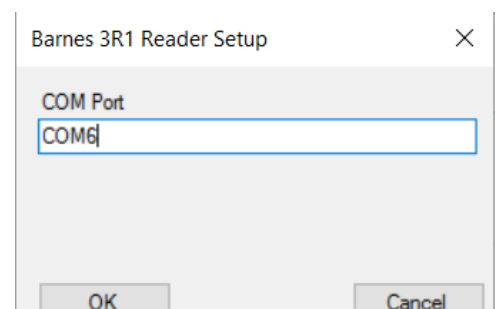 Barnes 3R1 Reader Setup
COM Port
COM6
OK
Cancel